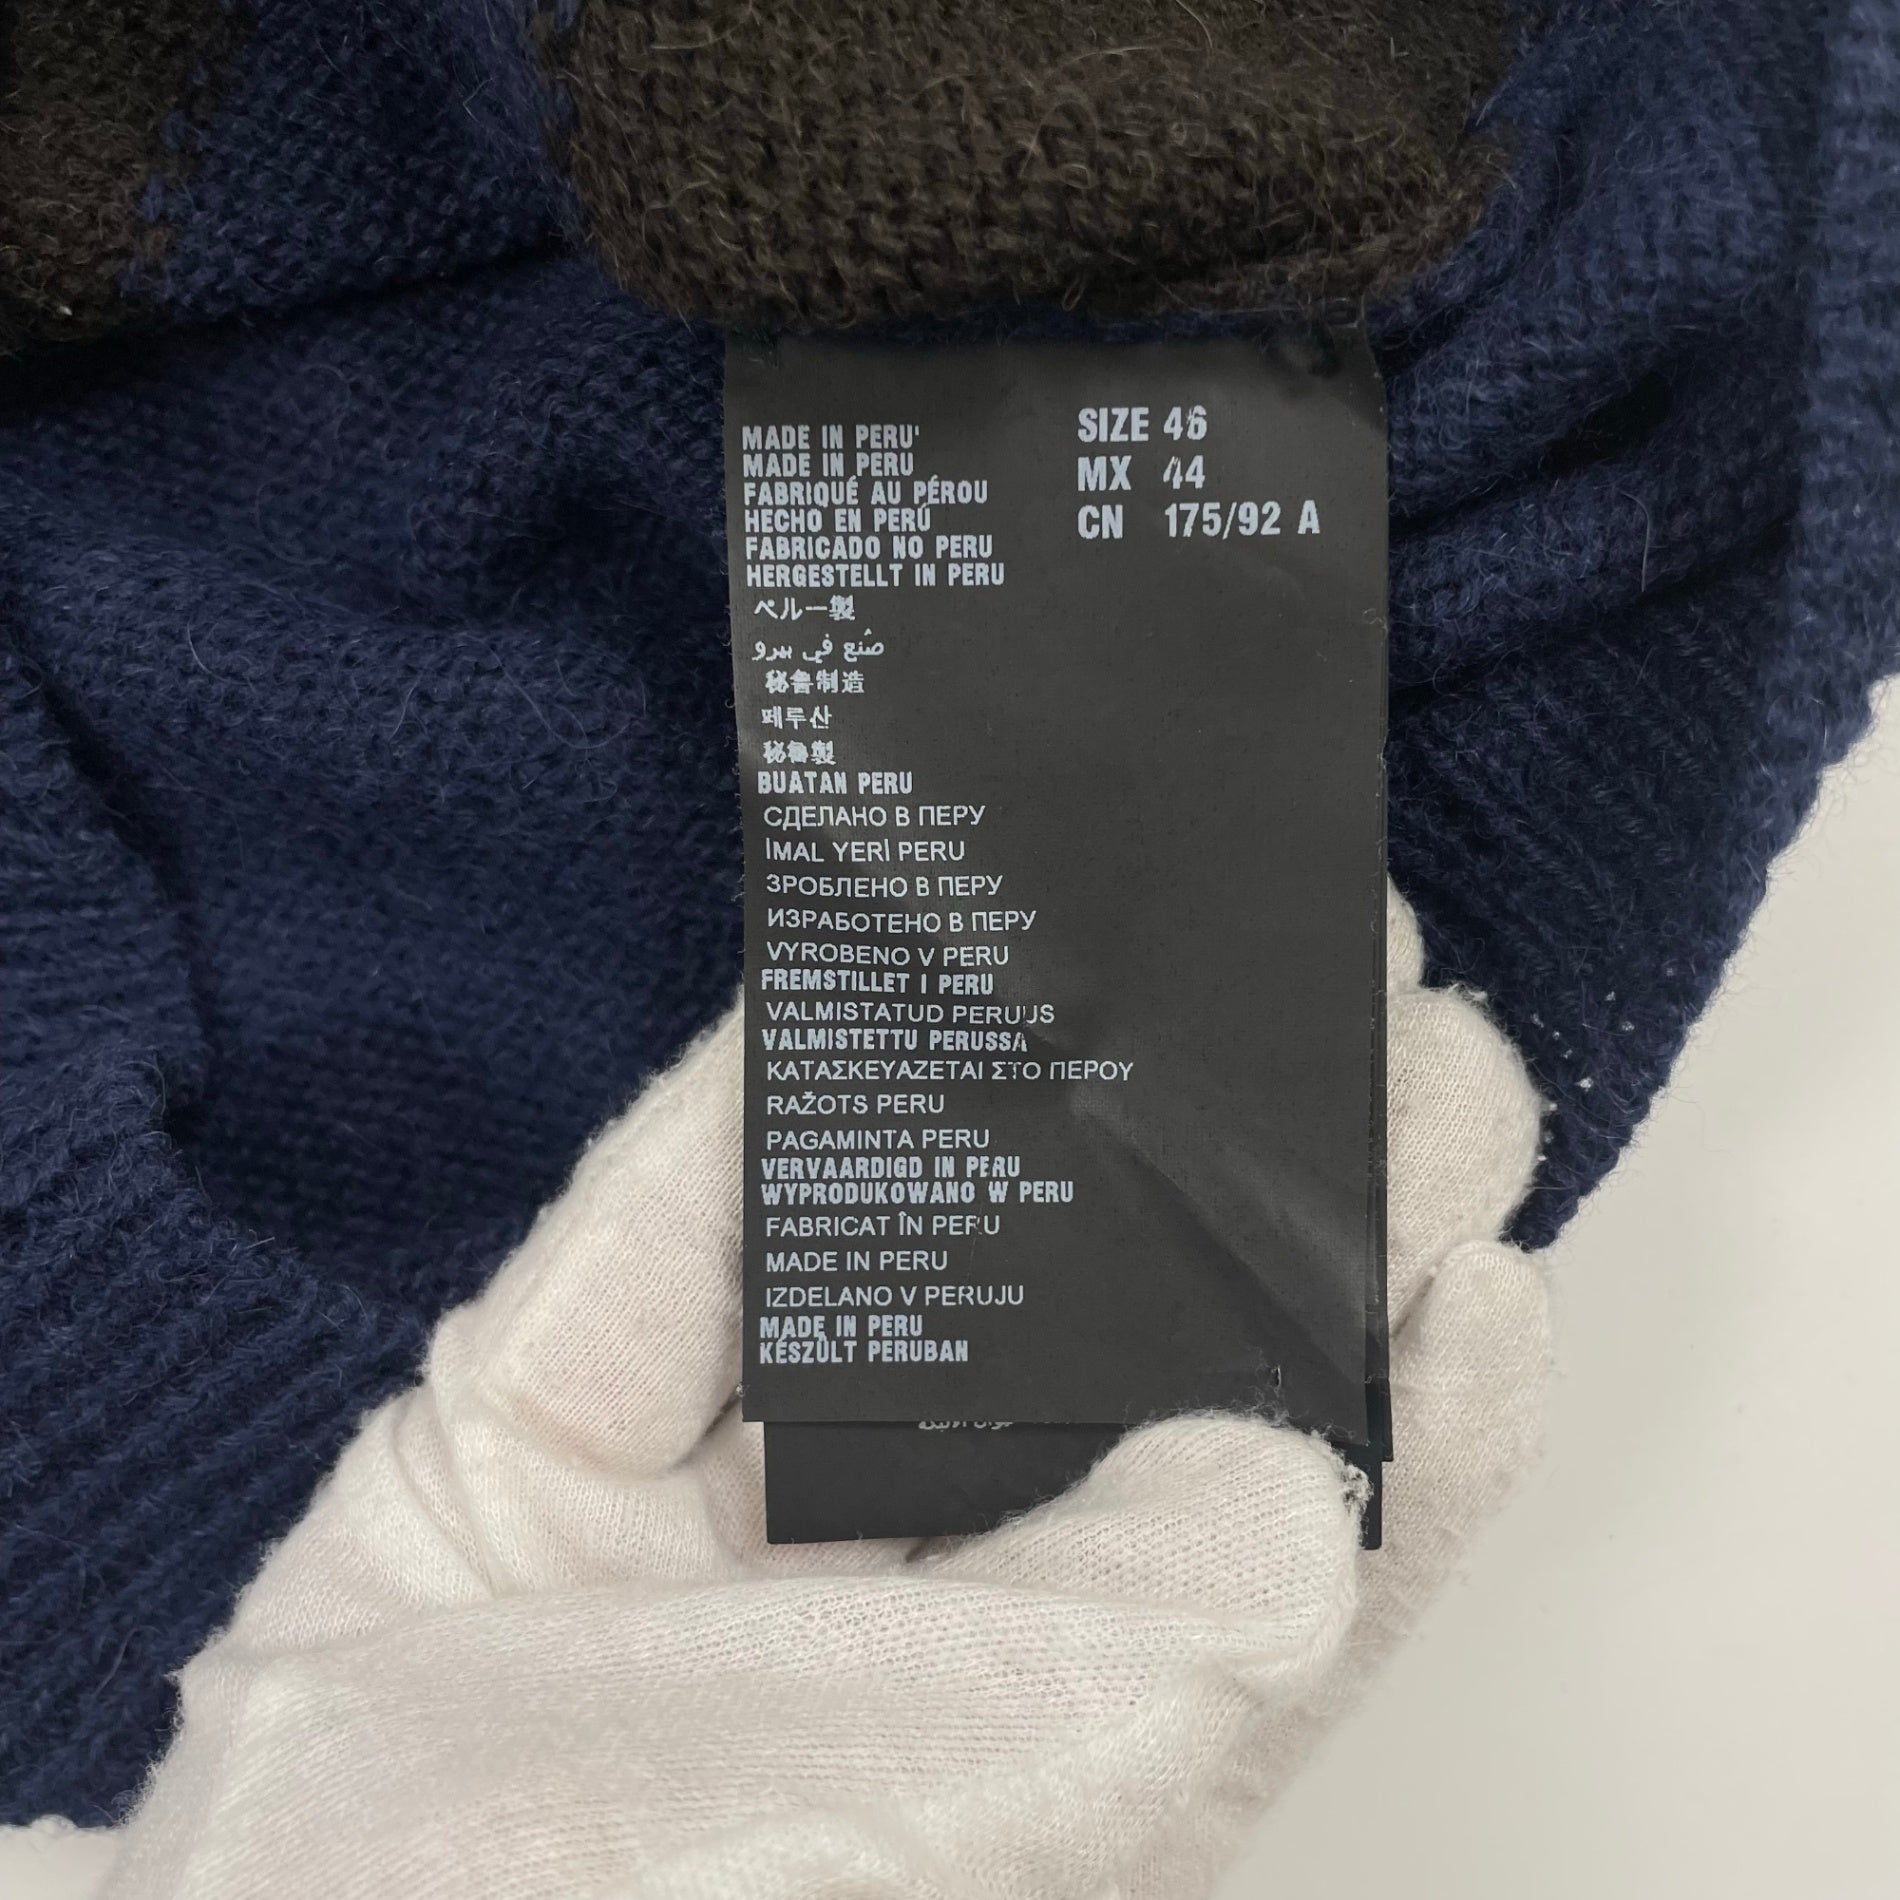 MADE IN PERU'
MADE IN PERU
FABRIQUÉ AU PÉROU
HECHO EN PERÚ
FABRICADO NO PERU
HERGESTELLT IN PERU
ペルー製
صُنع في بيرو
秘鲁制造
페루산
秘魯製
BUATAN PERU
СДЕЛАНО В ПЕРУ
İMAL YERİ PERU
ЗРОБЛЕНО В ПЕРУ
ИЗРАБОТЕНО В ПЕРУ
VYROBENO V PERU
FREMSTILLET I PERU
VALMISTATUD PERUUS
VALMISTETTU PERUSSA
ΚΑΤΑΣΚΕΥΑΖΕΤΑΙ ΣΤΟ ΠΕΡΟΥ
RAŽOTS PERU
PAGAMINTA PERU
VERVAARDIGD IN PERU
WYPRODUKOWANO W PERU
FABRICAT ÎN PERU
MADE IN PERU
IZDELANO V PERUJU
MADE IN PERU
KÉSZÜLT PERUBAN
SIZE 46
MX 44
CN 175/92 A